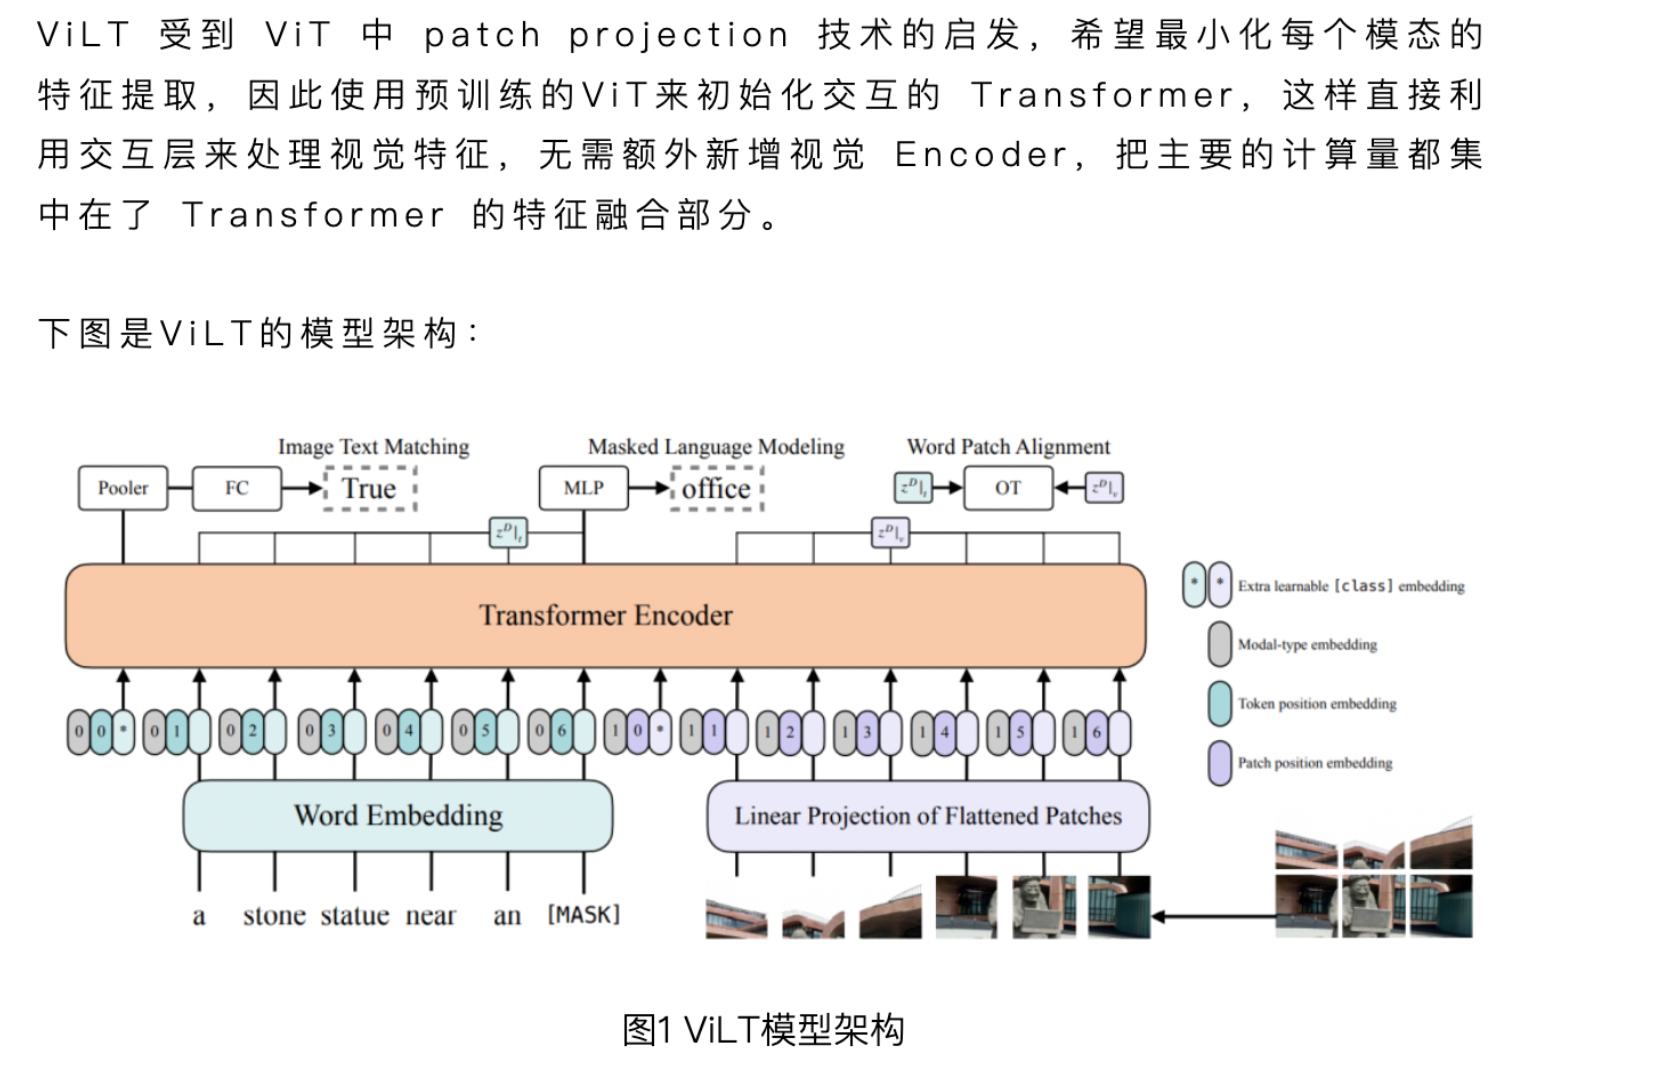 ViLT 受到 ViT 中 patch projection 技术的启发，希望最小化每个模态的
特征提取，因此使用预训练的ViT来初始化交互的 Transformer，这样直接利
用交互层来处理视觉特征，无需额外新增视觉 Encoder，把主要的计算量都集
中在了 Transformer 的特征融合部分。
下图是ViLT的模型架构：
Image Text Matching
Masked Language Modeling
Word Patch Alignment
Pooler
FC
True
MLP
office
z^D|_t
OT
z^D|_v
z^D|_t
z^D|_v
Transformer Encoder
* * Extra learnable [class] embedding
Modal-type embedding
Token position embedding
Patch position embedding
0 0 * 0 1 0 2 0 3 0 4 0 5 0 6 1 0 * 1 1 1 2 1 3 1 4 1 5 1 6
Word Embedding
Linear Projection of Flattened Patches
a stone statue near an [MASK]
图1 ViLT模型架构